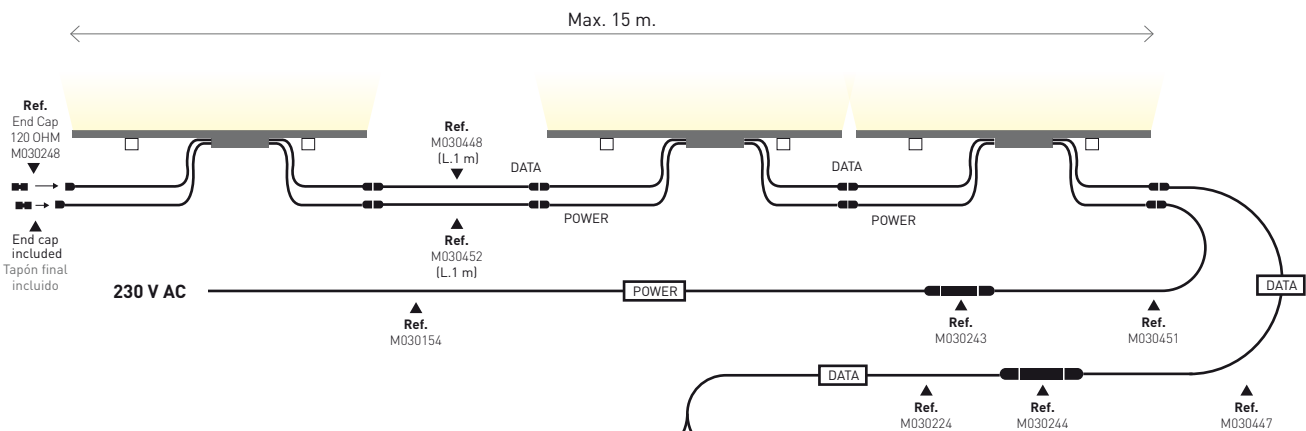 Max. 15 m.
Ref.
End Cap
120 OHM
M030248
Ref.
M030448
(L.1 m)
DATA
DATA
POWER
POWER
End cap
included
Tapón final
incluido
Ref.
M030452
(L.1 m)
230 V AC
POWER
DATA
Ref.
M030154
Ref.
M030243
Ref.
M030451
DATA
Ref.
M030224
Ref.
M030244
Ref.
M030447